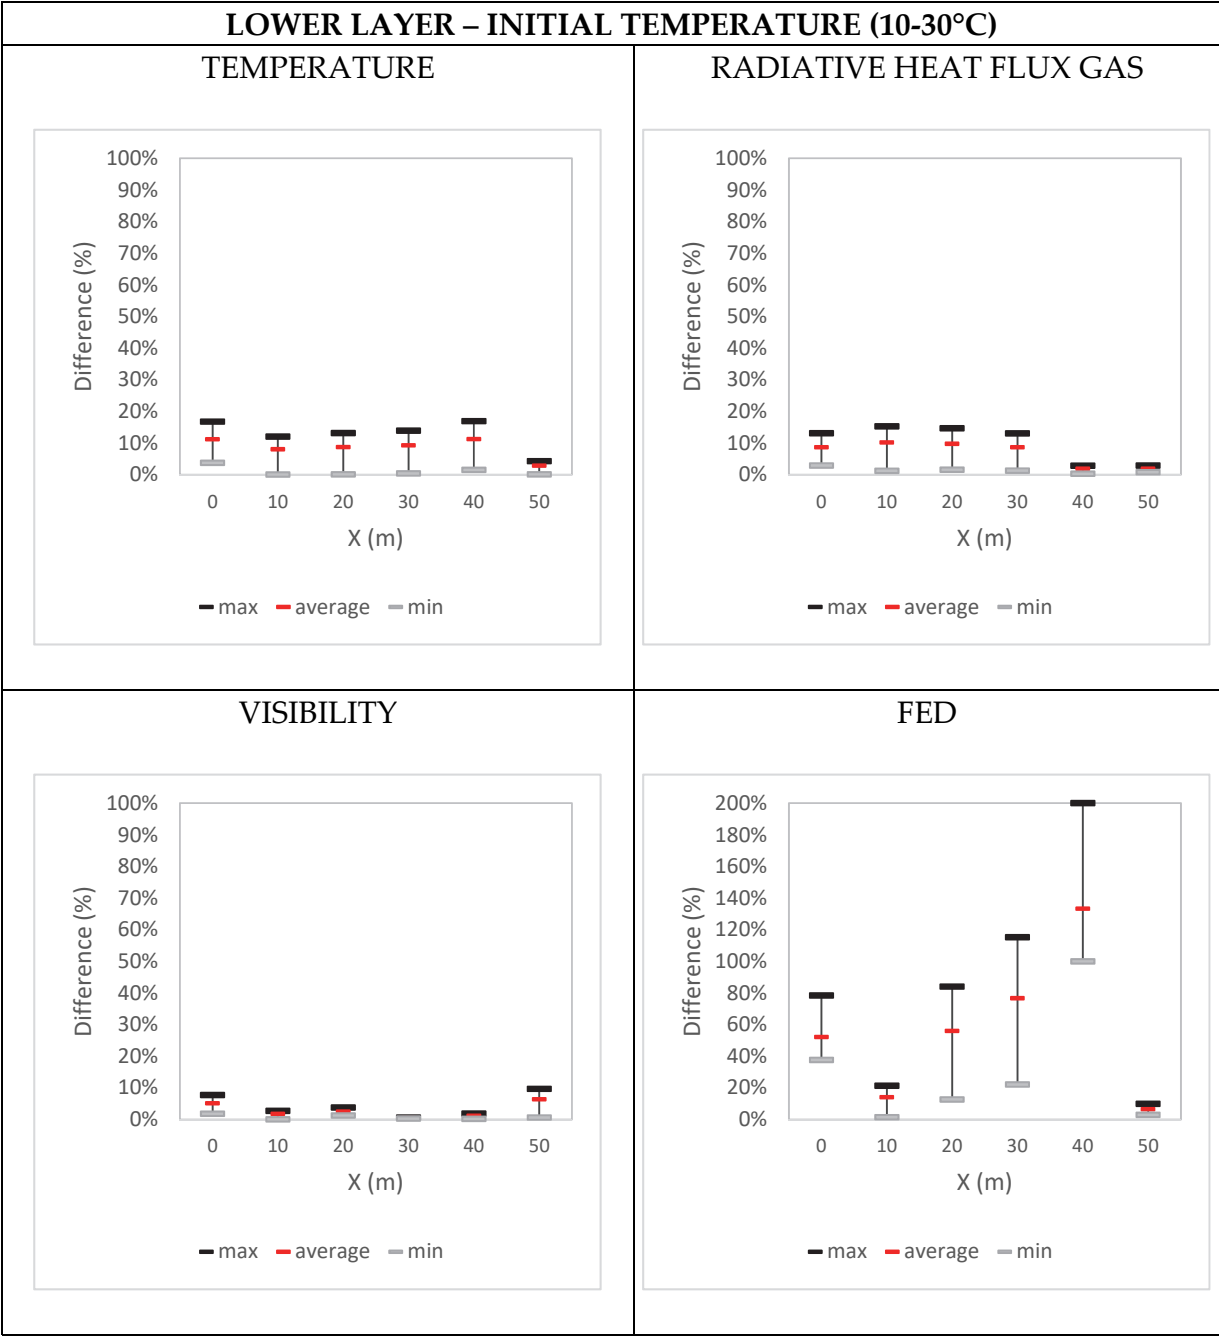 LOWER LAYER – INITIAL TEMPERATURE (10-30°C)
TEMPERATURE
100%
90%
80%
70%
60%
50%
40%
30%
20%
10%
0%
Difference (%)
0 10 20 30 40 50
X (m)
max average min
RADIATIVE HEAT FLUX GAS
100%
90%
80%
70%
60%
50%
40%
30%
20%
10%
0%
Difference (%)
0 10 20 30 40 50
X (m)
max average min
VISIBILITY
100%
90%
80%
70%
60%
50%
40%
30%
20%
10%
0%
Difference (%)
0 10 20 30 40 50
X (m)
max average min
FED
200%
180%
160%
140%
120%
100%
80%
60%
40%
20%
0%
Difference (%)
0 10 20 30 40 50
X (m)
max average min